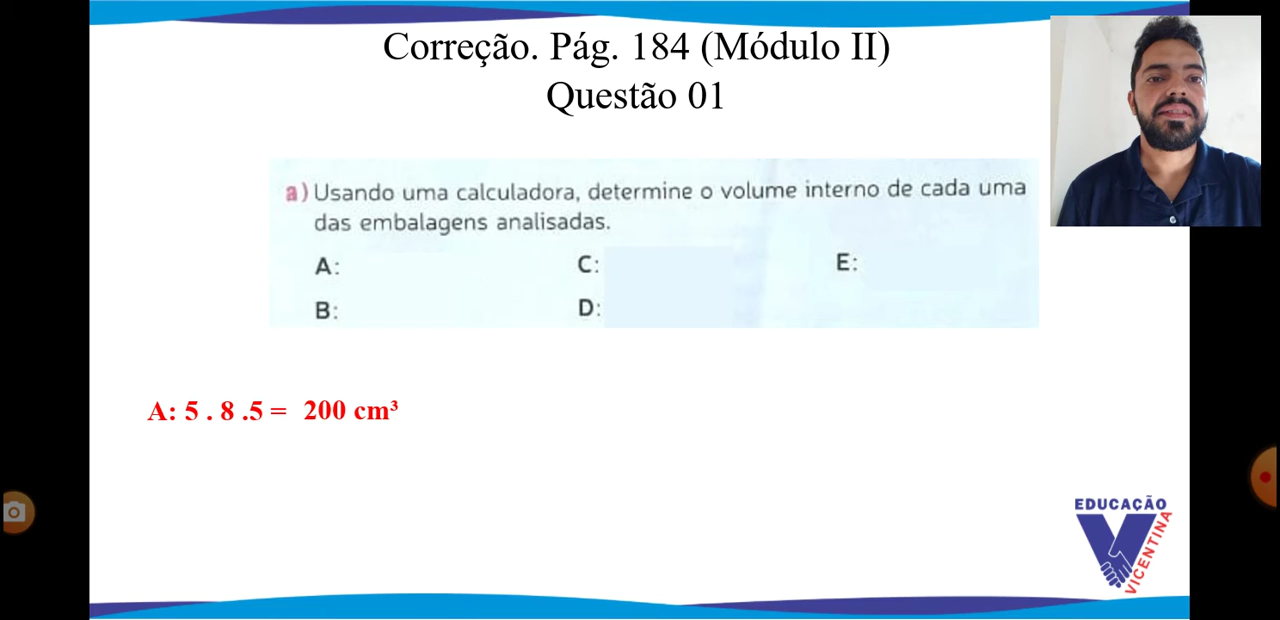 Correção. Pág. 184 (Módulo II)
Questão 01
a) Usando uma calculadora, determine o volume interno de cada uma
das embalagens analisadas.
A:
C:
E:
B:
D:
A: 5 . 8 .5 = 200 cm³
EDUCAÇÃO
VICENTINA